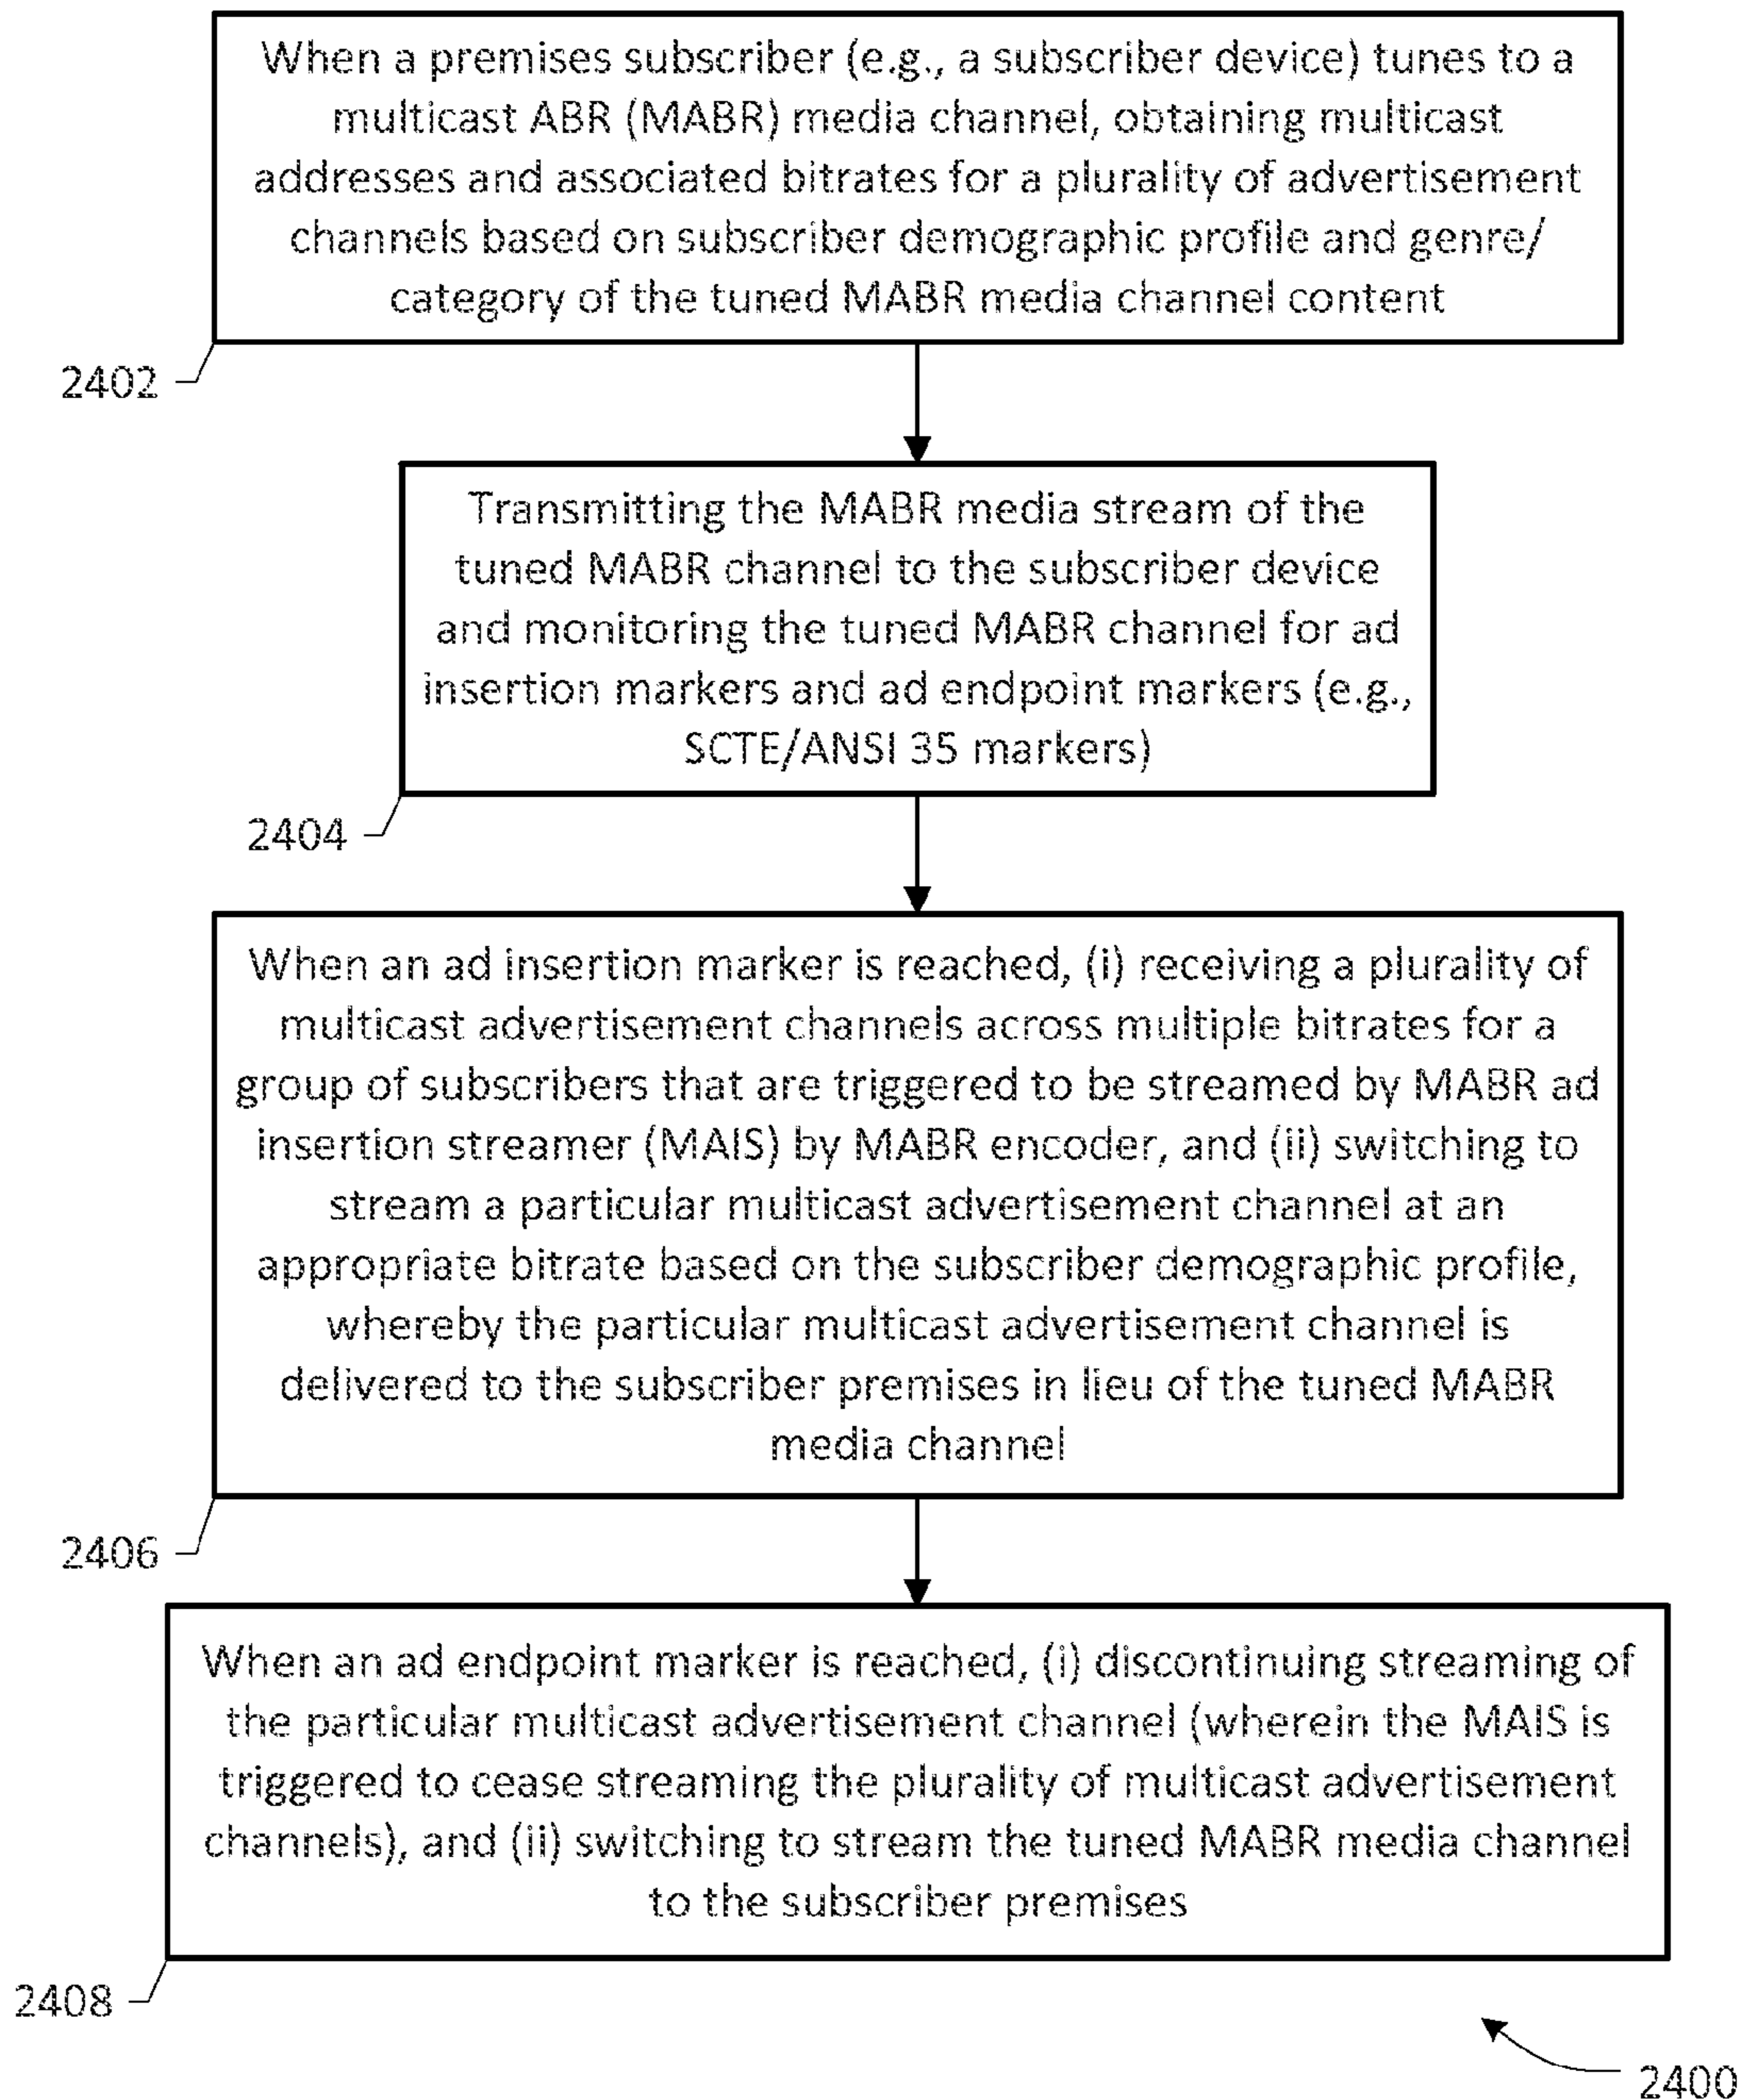 When a premises subscriber (e.g., a subscriber device) tunes to a
multicast ABR (MABR) media channel, obtaining multicast
addresses and associated bitrates for a plurality of advertisement
channels based on subscriber demographic profile and genre/
category of the tuned MABR media channel content
2402
Transmitting the MABR media stream of the
tuned MABR channel to the subscriber device
and monitoring the tuned MABR channel for ad
insertion markers and ad endpoint markers (e.g.,
SCTE/ANSI 35 markers)
2404
When an ad insertion marker is reached, (i) receiving a plurality of
multicast advertisement channels across multiple bitrates for a
group of subscribers that are triggered to be streamed by MABR ad
insertion streamer (MAIS) by MABR encoder, and (ii) switching to
stream a particular multicast advertisement channel at an
appropriate bitrate based on the subscriber demographic profile,
whereby the particular multicast advertisement channel is
delivered to the subscriber premises in lieu of the tuned MABR
media channel
2406
When an ad endpoint marker is reached, (i) discontinuing streaming of
the particular multicast advertisement channel (wherein the MAIS is
triggered to cease streaming the plurality of multicast advertisement
channels), and (ii) switching to stream the tuned MABR media channel
to the subscriber premises
2408
2400